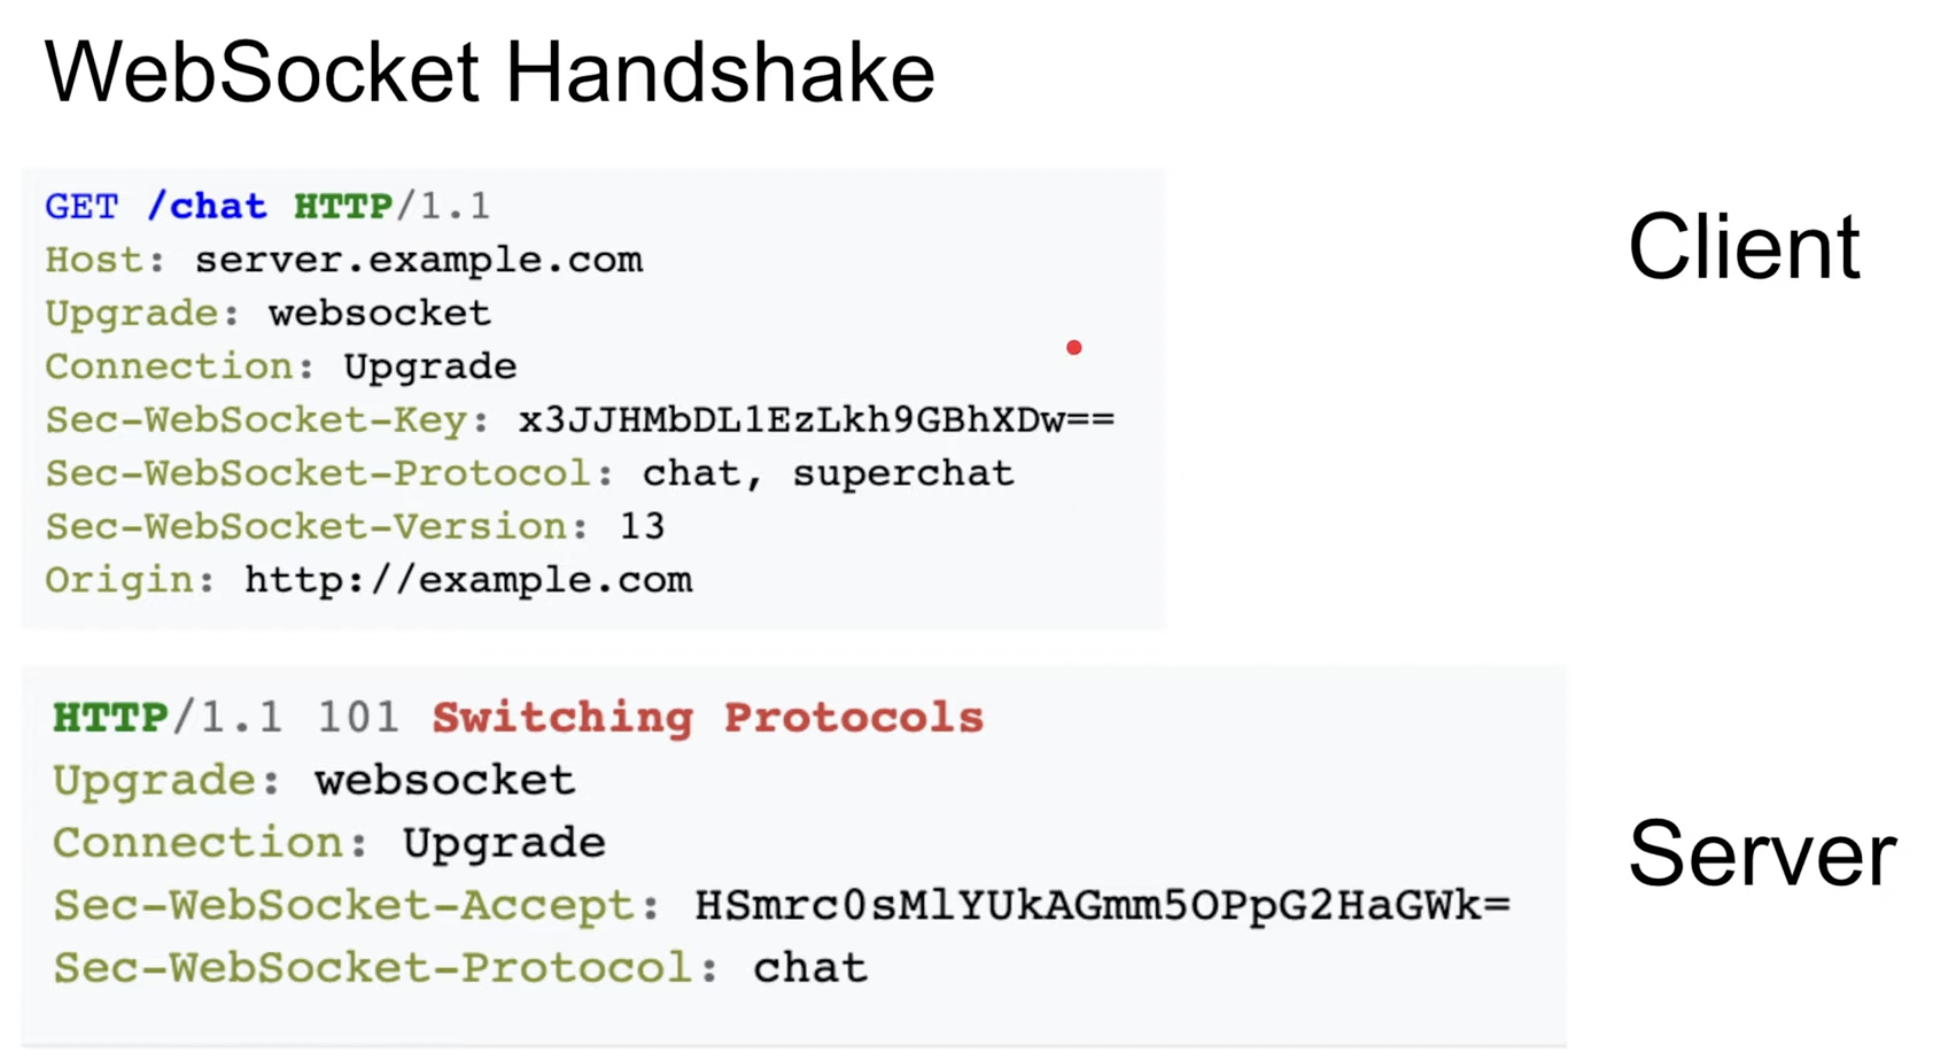 WebSocket Handshake
GET /chat HTTP/1.1
Host: server.example.com
Upgrade: websocket
Connection: Upgrade
Sec-WebSocket-Key: x3JJHMbDL1EzLkh9GBhXDw==
Sec-WebSocket-Protocol: chat, superchat
Sec-WebSocket-Version: 13
Origin: http://example.com
Client
HTTP/1.1 101 Switching Protocols
Upgrade: websocket
Connection: Upgrade
Sec-WebSocket-Accept: HSmrc0sMlYUkAGmm5OPpG2HaGWk=
Sec-WebSocket-Protocol: chat
Server